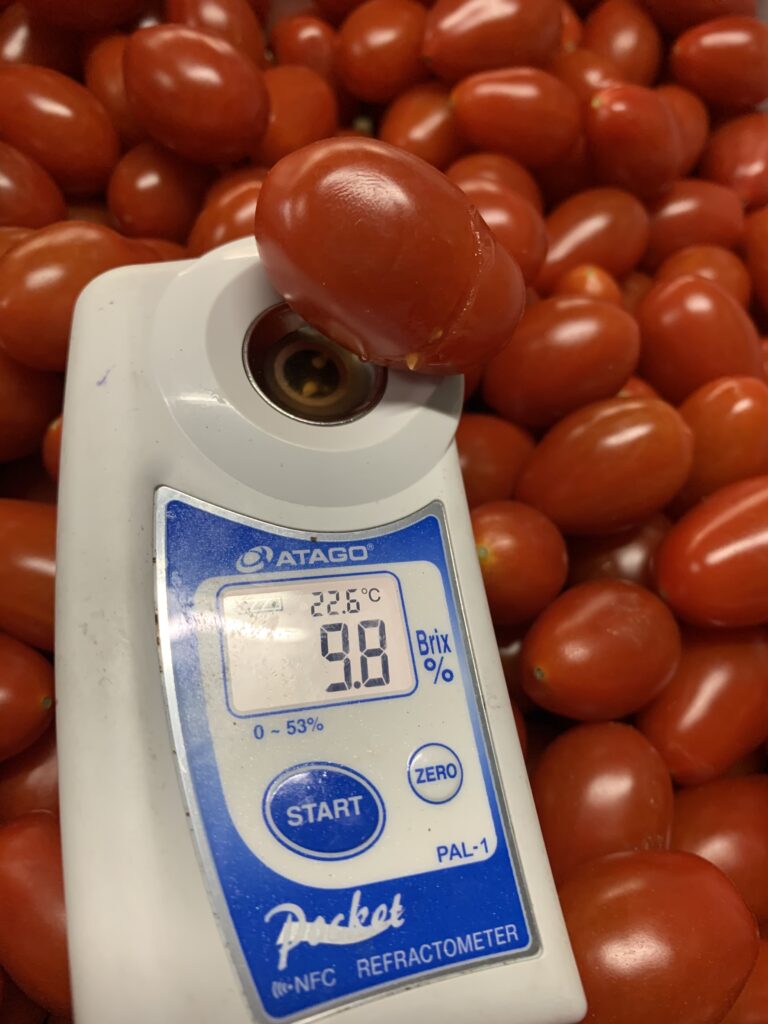 ATAGO®
22.6°C
9.8
Brix
%
0 ~ 53%
START
ZERO
PAL-1
Pocket
NFC REFRACTOMETER